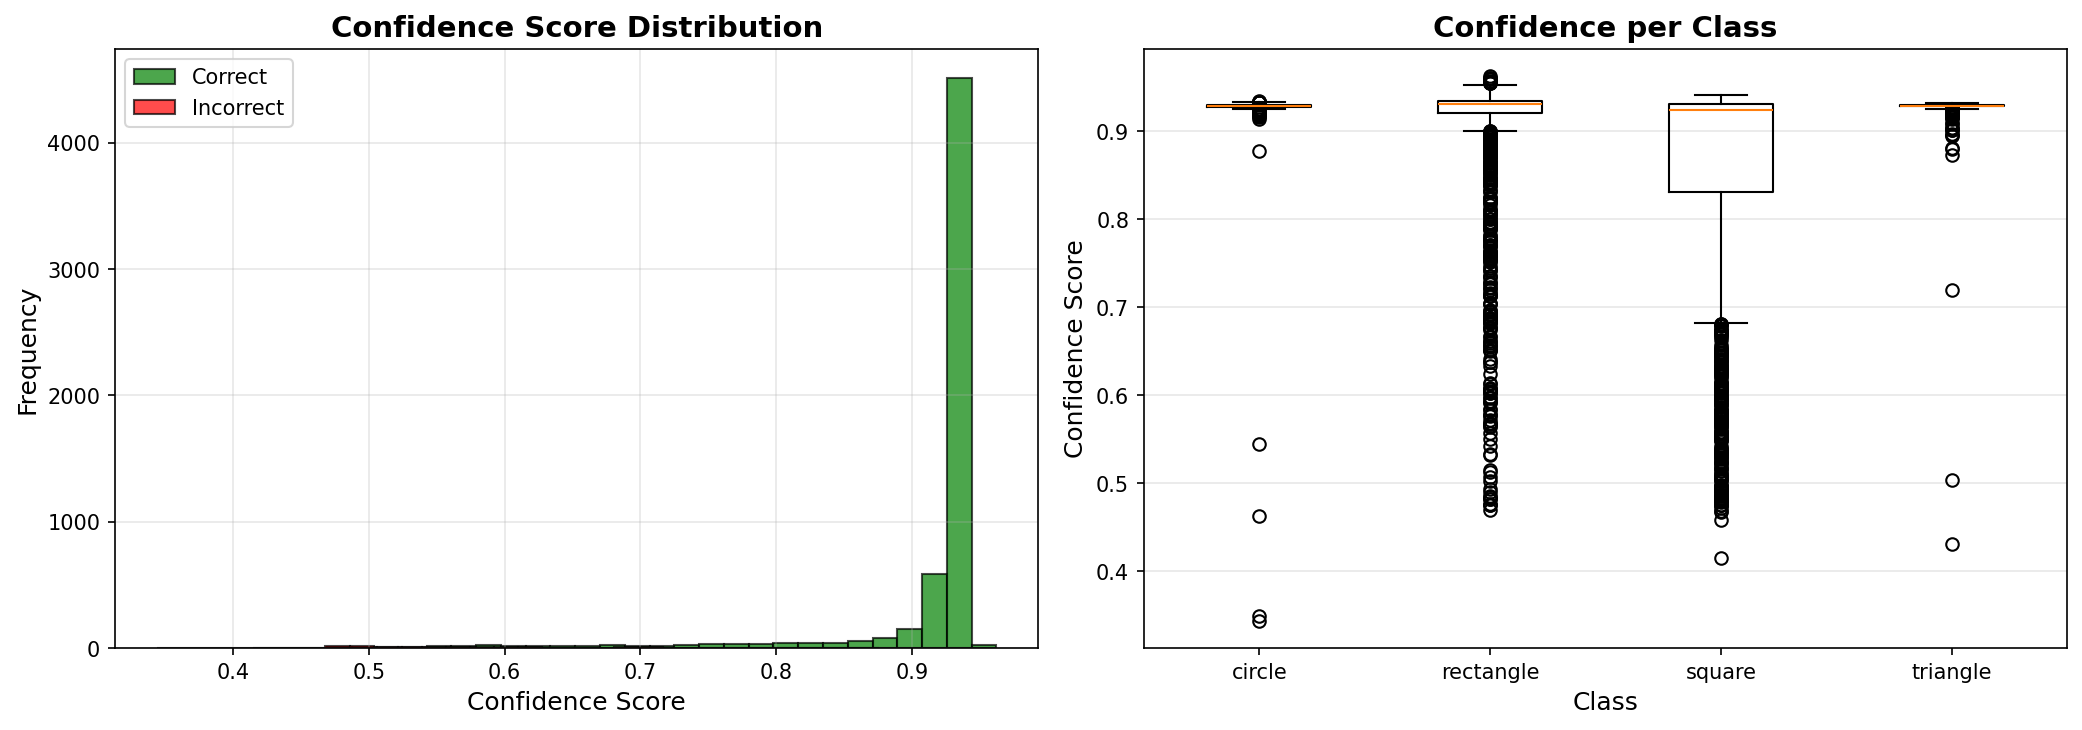 Confidence Score Distribution
Correct
Incorrect
4000
3000
2000
1000
0
Frequency
0.4 0.5 0.6 0.7 0.8 0.9
Confidence Score
Confidence per Class
0.9
0.8
0.7
0.6
0.5
0.4
Confidence Score
circle rectangle square triangle
Class